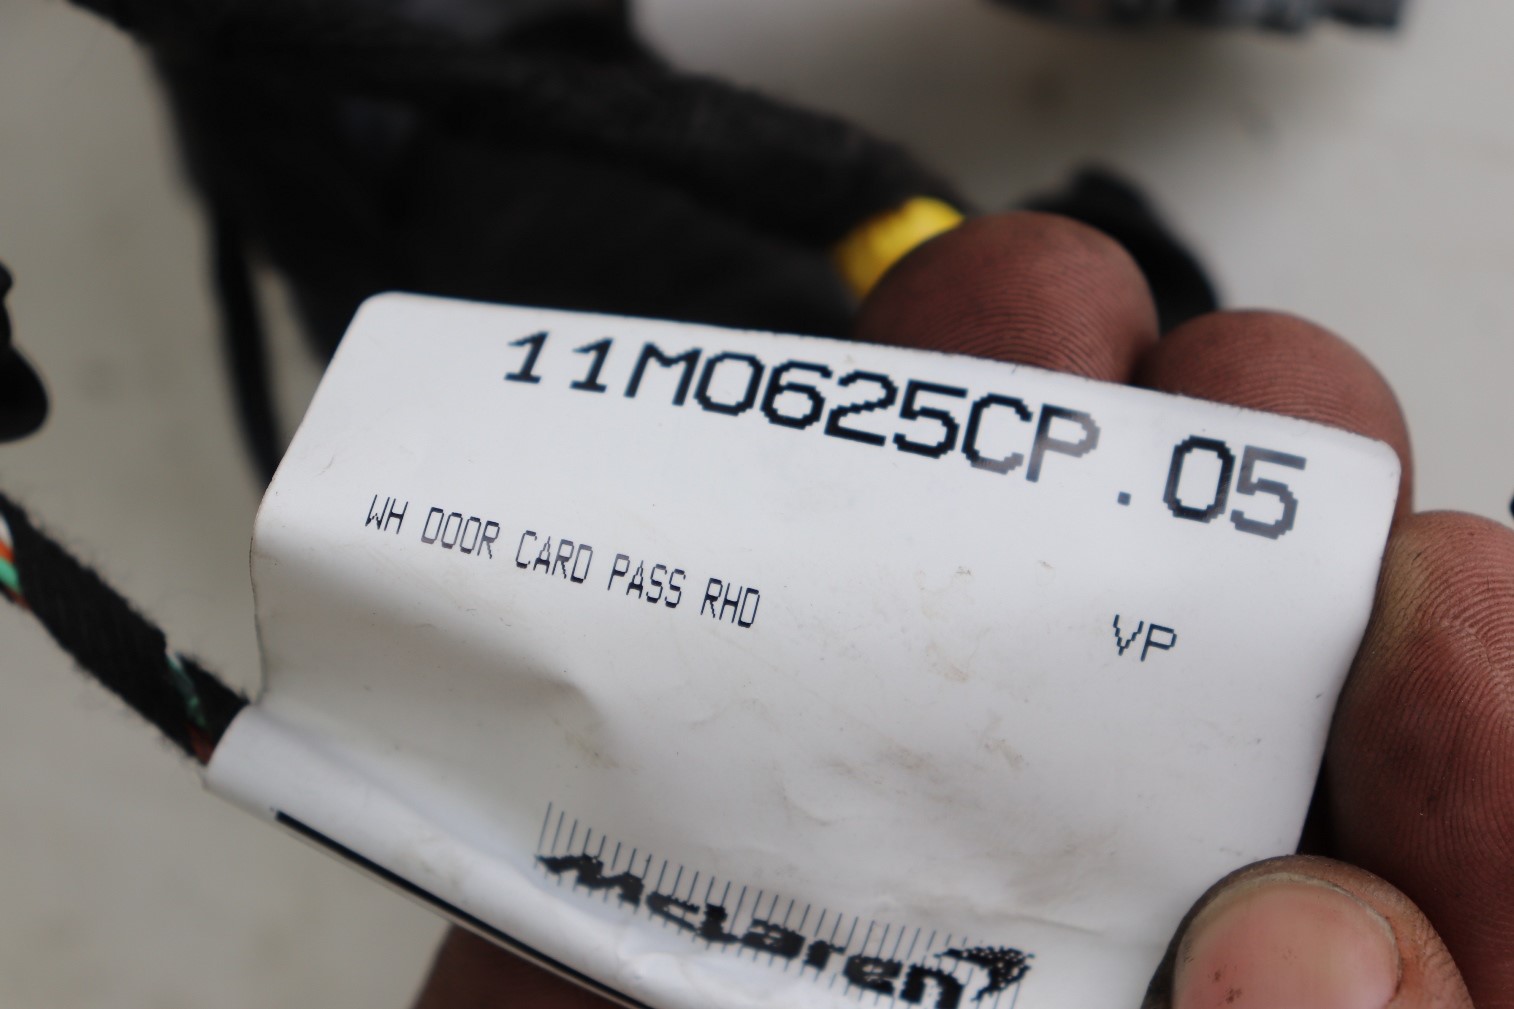 11M0625CP.05
WH DOOR CARD PASS RHD
VP
McLaren